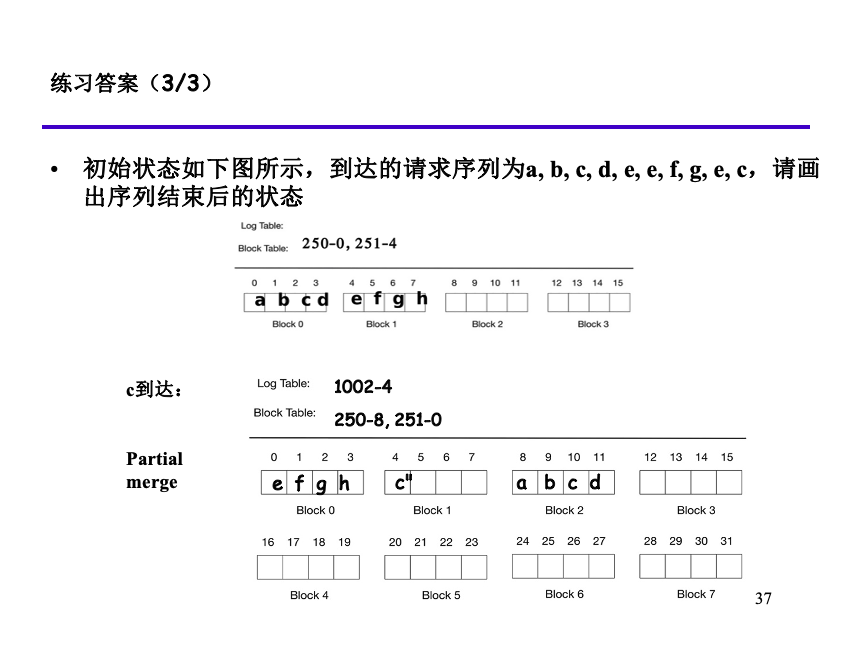 练习答案（3/3）
• 初始状态如下图所示，到达的请求序列为a, b, c, d, e, e, f, g, e, c，请画
出序列结束后的状态
Log Table:
Block Table: 250-0, 251-4
0 1 2 3 4 5 6 7 8 9 10 11 12 13 14 15
a b c d e f g h
Block 0 Block 1 Block 2 Block 3
c到达： Log Table: 1002-4
Block Table: 250-8, 251-0
Partial
merge
0 1 2 3 4 5 6 7 8 9 10 11 12 13 14 15
e f g h c" a b c d
Block 0 Block 1 Block 2 Block 3
16 17 18 19 20 21 22 23 24 25 26 27 28 29 30 31
Block 4 Block 5 Block 6 Block 7
37